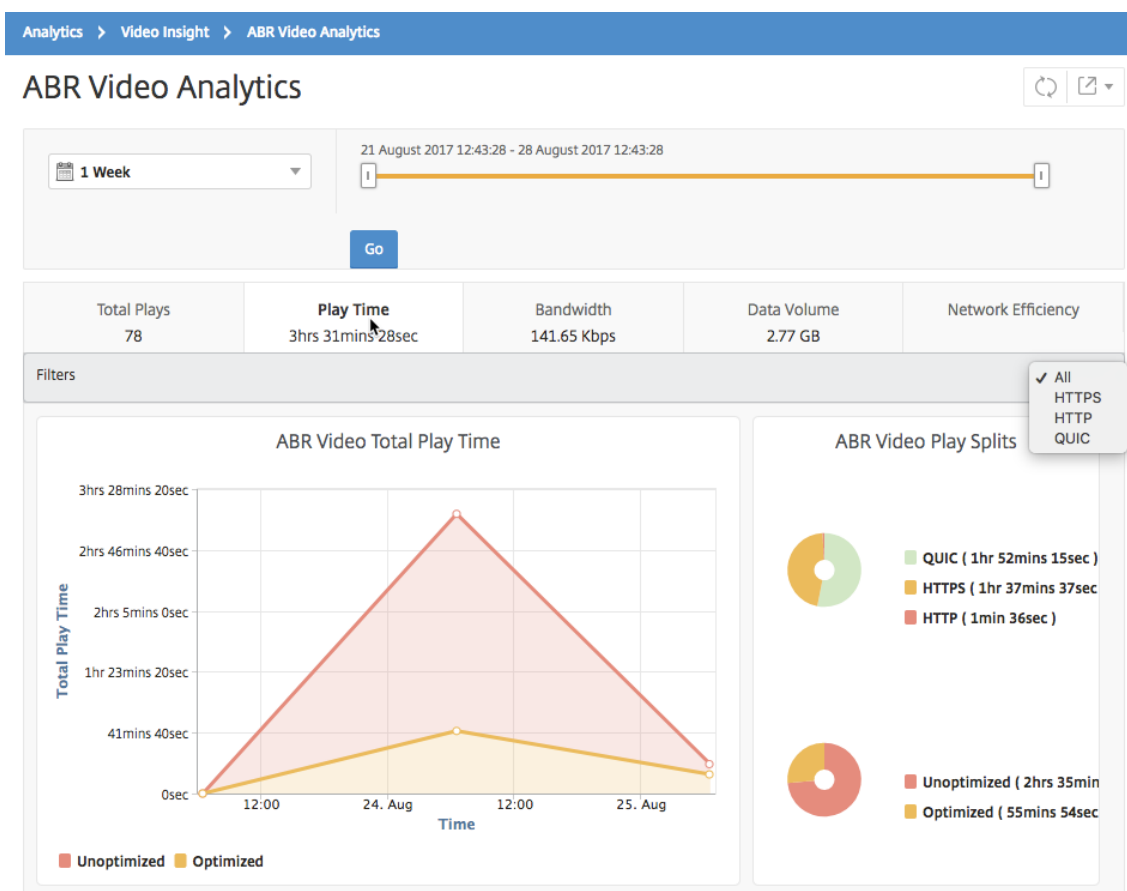 Analytics > Video Insight > ABR Video Analytics
ABR Video Analytics
21 August 2017 12:43:28 - 28 August 2017 12:43:28
1 Week
Go
Total Plays
78
Play Time
3hrs 31mins 28sec
Bandwidth
141.65 Kbps
Data Volume
2.77 GB
Network Efficiency
Filters
✓ All
HTTPS
HTTP
QUIC
ABR Video Total Play Time
3hrs 28mins 20sec
2hrs 46mins 40sec
2hrs 5mins 0sec
1hr 23mins 20sec
41mins 40sec
0sec
Total Play Time
12:00
24. Aug
12:00
25. Aug
Time
Unoptimized
Optimized
ABR Video Play Splits
QUIC ( 1hr 52mins 15sec )
HTTPS ( 1hr 37mins 37sec
HTTP ( 1min 36sec )
Unoptimized ( 2hrs 35min
Optimized ( 55mins 54sec